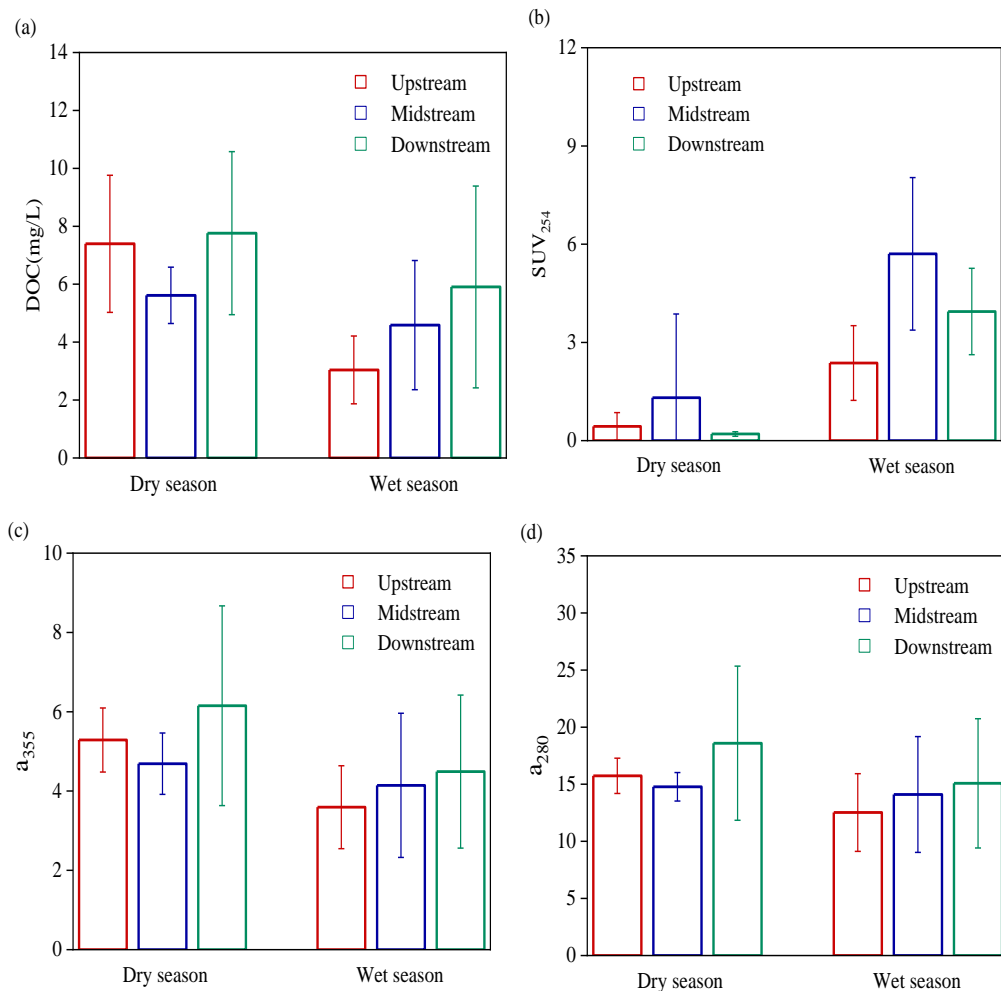 (a)
14
12
10
8
6
4
2
0
DOC(mg/L)
Upstream
Midstream
Downstream
Dry season
Wet season
(b)
12
9
6
3
0
SUV254
Upstream
Midstream
Downstream
Dry season
Wet season
(c)
10
8
6
4
2
0
a355
Upstream
Midstream
Downstream
Dry season
Wet season
(d)
35
30
25
20
15
10
5
0
a280
Upstream
Midstream
Downstream
Dry season
Wet season